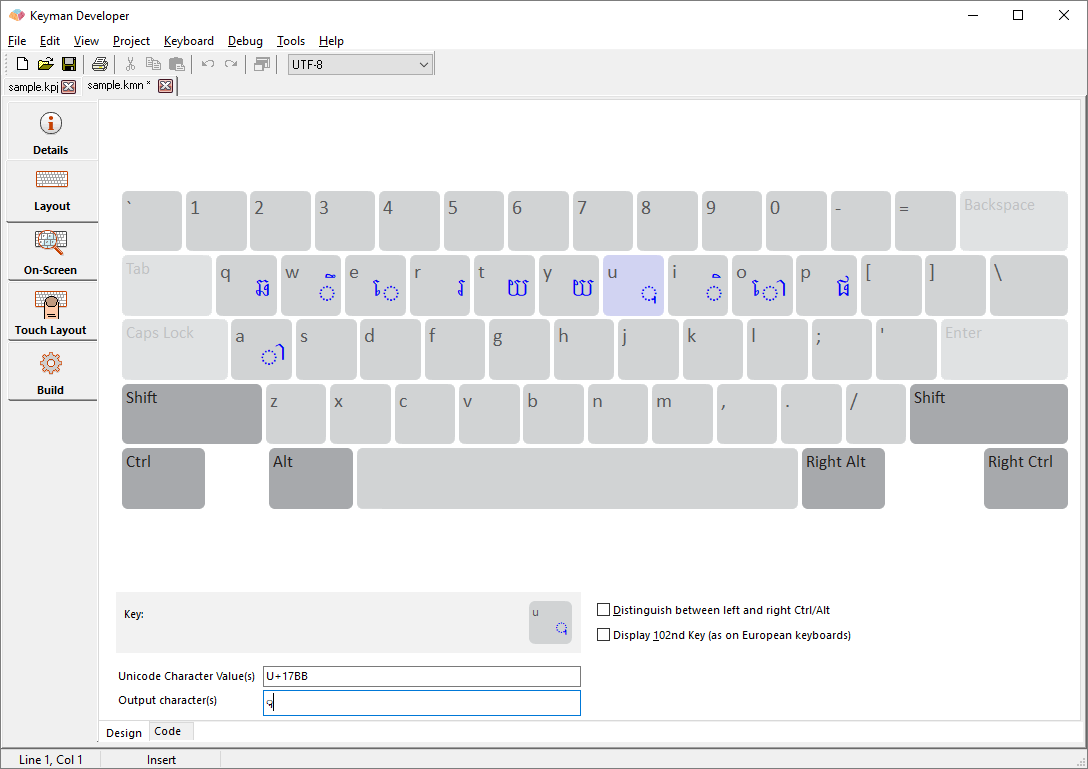 Keyman Developer
File Edit View Project Keyboard Debug Tools Help
UTF-8
sample.kpj sample.kmn *
Details
Layout
On-Screen
Touch Layout
Build
` 1 2 3 4 5 6 7 8 9 0 - = Backspace
Tab q ឆ w ឹ e េ r រ t យ y យ u ុ i ិ o ោ p ផ [ ] \
Caps Lock a ា s d f g h j k l ; ' Enter
Shift z x c v b n m , . / Shift
Ctrl Alt Right Alt Right Ctrl
Key: u ុ
Distinguish between left and right Ctrl/Alt
Display 102nd Key (as on European keyboards)
Unicode Character Value(s) U+17BB
Output character(s) ុ
Design Code
Line 1, Col 1 Insert